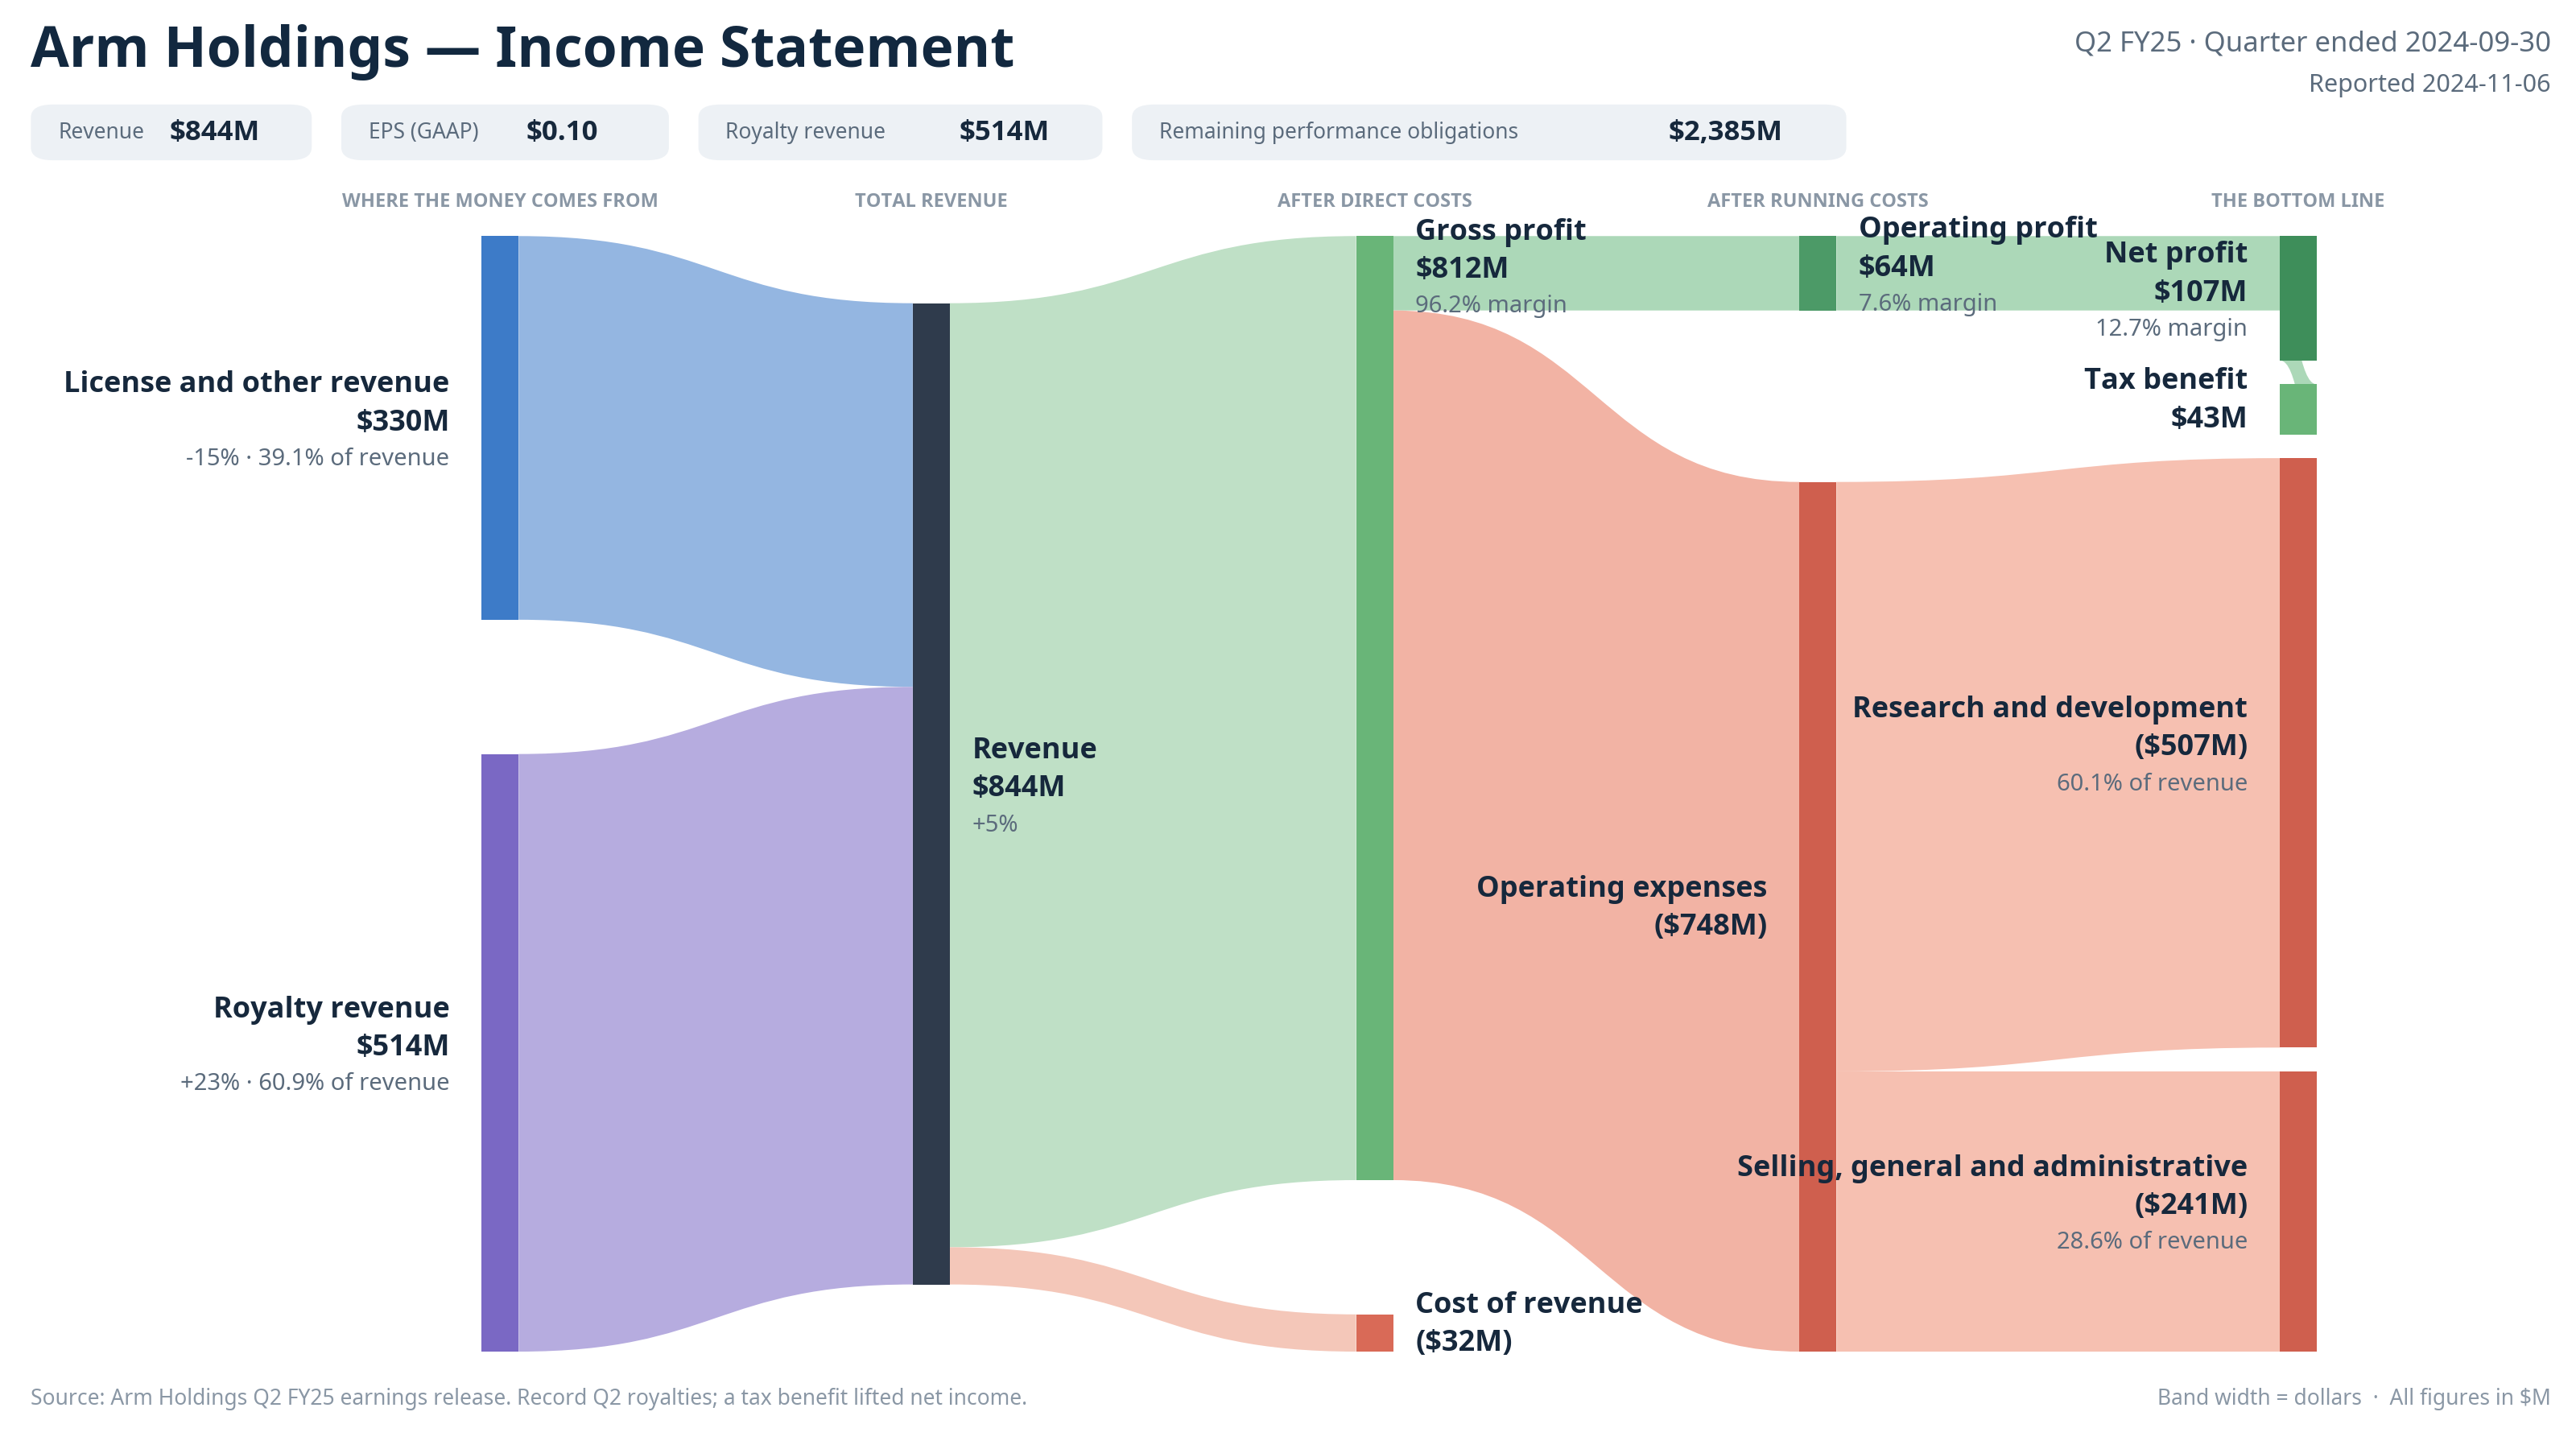 Arm Holdings — Income Statement
Q2 FY25 · Quarter ended 2024-09-30
Reported 2024-11-06
Revenue $844M
EPS (GAAP) $0.10
Royalty revenue $514M
Remaining performance obligations $2,385M
WHERE THE MONEY COMES FROM
TOTAL REVENUE
AFTER DIRECT COSTS
AFTER RUNNING COSTS
THE BOTTOM LINE
License and other revenue
$330M
-15% · 39.1% of revenue
Royalty revenue
$514M
+23% · 60.9% of revenue
Revenue
$844M
+5%
Gross profit
$812M
96.2% margin
Cost of revenue
($32M)
Operating profit
$64M
7.6% margin
Operating expenses
($748M)
Net profit
$107M
12.7% margin
Tax benefit
$43M
Research and development
($507M)
60.1% of revenue
Selling, general and administrative
($241M)
28.6% of revenue
Source: Arm Holdings Q2 FY25 earnings release. Record Q2 royalties; a tax benefit lifted net income.
Band width = dollars · All figures in $M